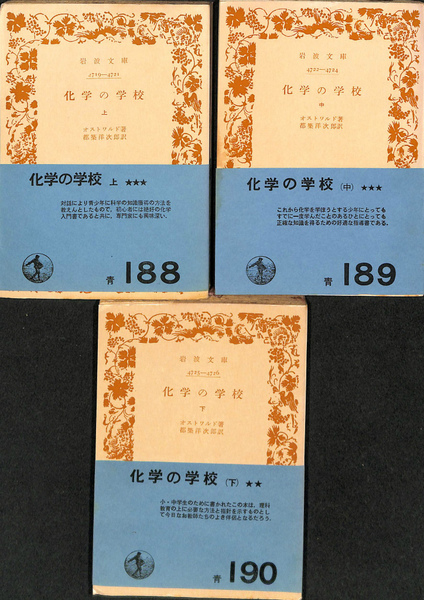 岩波文庫
4719—4721
化学の学校
上
オストワルド著
都築洋次郎訳
化学の学校 上 ★★★
対話により青少年に科学の知識獲得の方法を
教えんとしたもので,初心者には絶好の化学
入門書であると共に,専門家にも興味深い.
青 188
岩波文庫
4722—4724
化学の学校
中
オストワルド著
都築洋次郎訳
化学の学校 (中) ★★★
これから化学を学ぼうとする少年にとっても
すでに一度学んだことのあるひとにとっても
正確な知識を得るための好適な指導書である.
青 189
岩波文庫
4725—4726
化学の学校
下
オストワルド著
都築洋次郎訳
化学の学校 (下) ★★
小・中学生のために書かれたこの本は,理科
教育の上に必要な方法と指針を示すものとし
て今日なお教師たちのよき伴侶となるだろう.
青 190